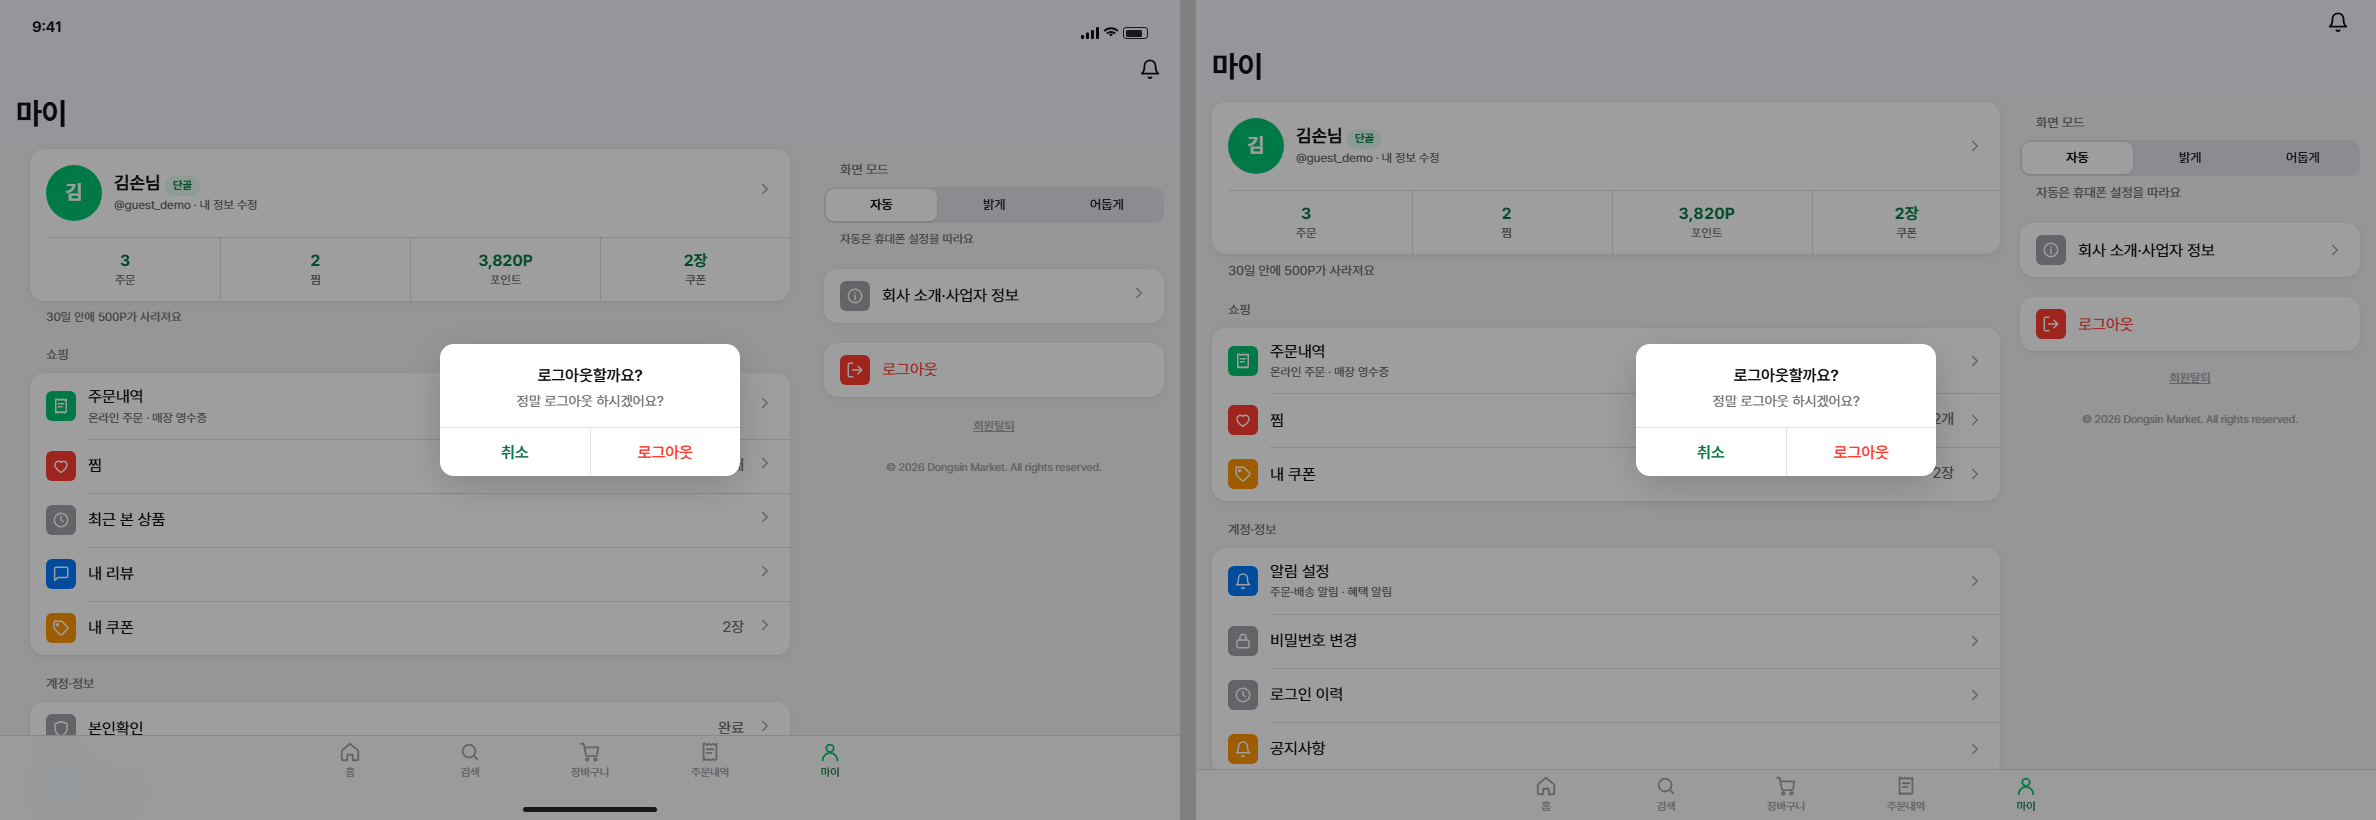 9:41
마이
김
김손님 단골
@guest_demo · 내 정보 수정
3
주문
2
찜
3,820P
포인트
2장
쿠폰
30일 안에 500P가 사라져요
쇼핑
주문내역
온라인 주문 · 매장 영수증
찜
최근 본 상품
내 리뷰
내 쿠폰
2장
계정·정보
본인확인
완료
화면 모드
자동
밝게
어둡게
자동은 휴대폰 설정을 따라요
회사 소개·사업자 정보
로그아웃
회원탈퇴
© 2026 Dongsin Market. All rights reserved.
로그아웃할까요?
정말 로그아웃 하시겠어요?
취소
로그아웃
홈
검색
장바구니
주문내역
마이
마이
김
김손님 단골
@guest_demo · 내 정보 수정
3
주문
2
찜
3,820P
포인트
2장
쿠폰
30일 안에 500P가 사라져요
쇼핑
주문내역
온라인 주문 · 매장 영수증
찜
2개
내 쿠폰
2장
계정·정보
알림 설정
주문·배송 알림 · 혜택 알림
비밀번호 변경
로그인 이력
공지사항
화면 모드
자동
밝게
어둡게
자동은 휴대폰 설정을 따라요
회사 소개·사업자 정보
로그아웃
회원탈퇴
© 2026 Dongsin Market. All rights reserved.
로그아웃할까요?
정말 로그아웃 하시겠어요?
취소
로그아웃
홈
검색
장바구니
주문내역
마이